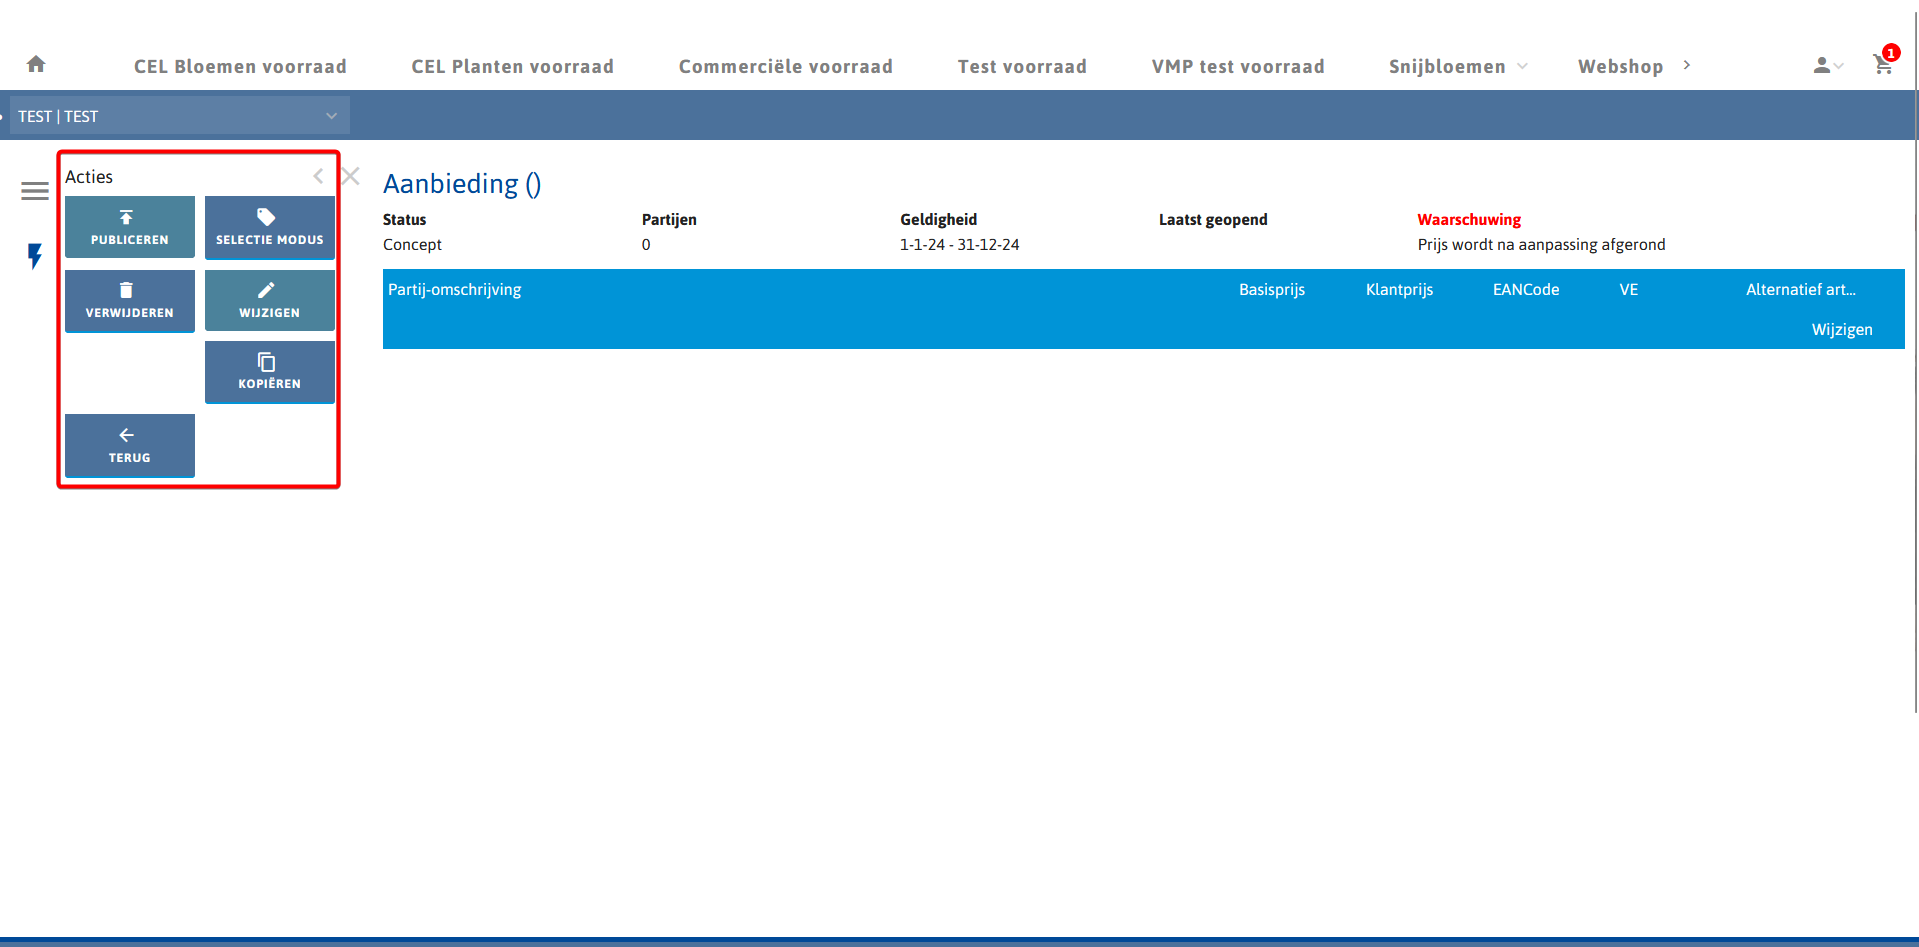 CEL Bloemen voorraad CEL Planten voorraad Commerciële voorraad Test voorraad VMP test voorraad Snijbloemen Webshop 1
TEST | TEST
Acties
PUBLICEREN SELECTIE MODUS
VERWIJDEREN WIJZIGEN
KOPIËREN
TERUG
Aanbieding ()
Status Partijen Geldigheid Laatst geopend Waarschuwing
Concept 0 1-1-24 - 31-12-24 Prijs wordt na aanpassing afgerond
Partij-omschrijving Basisprijs Klantprijs EANCode VE Alternatief art...
Wijzigen